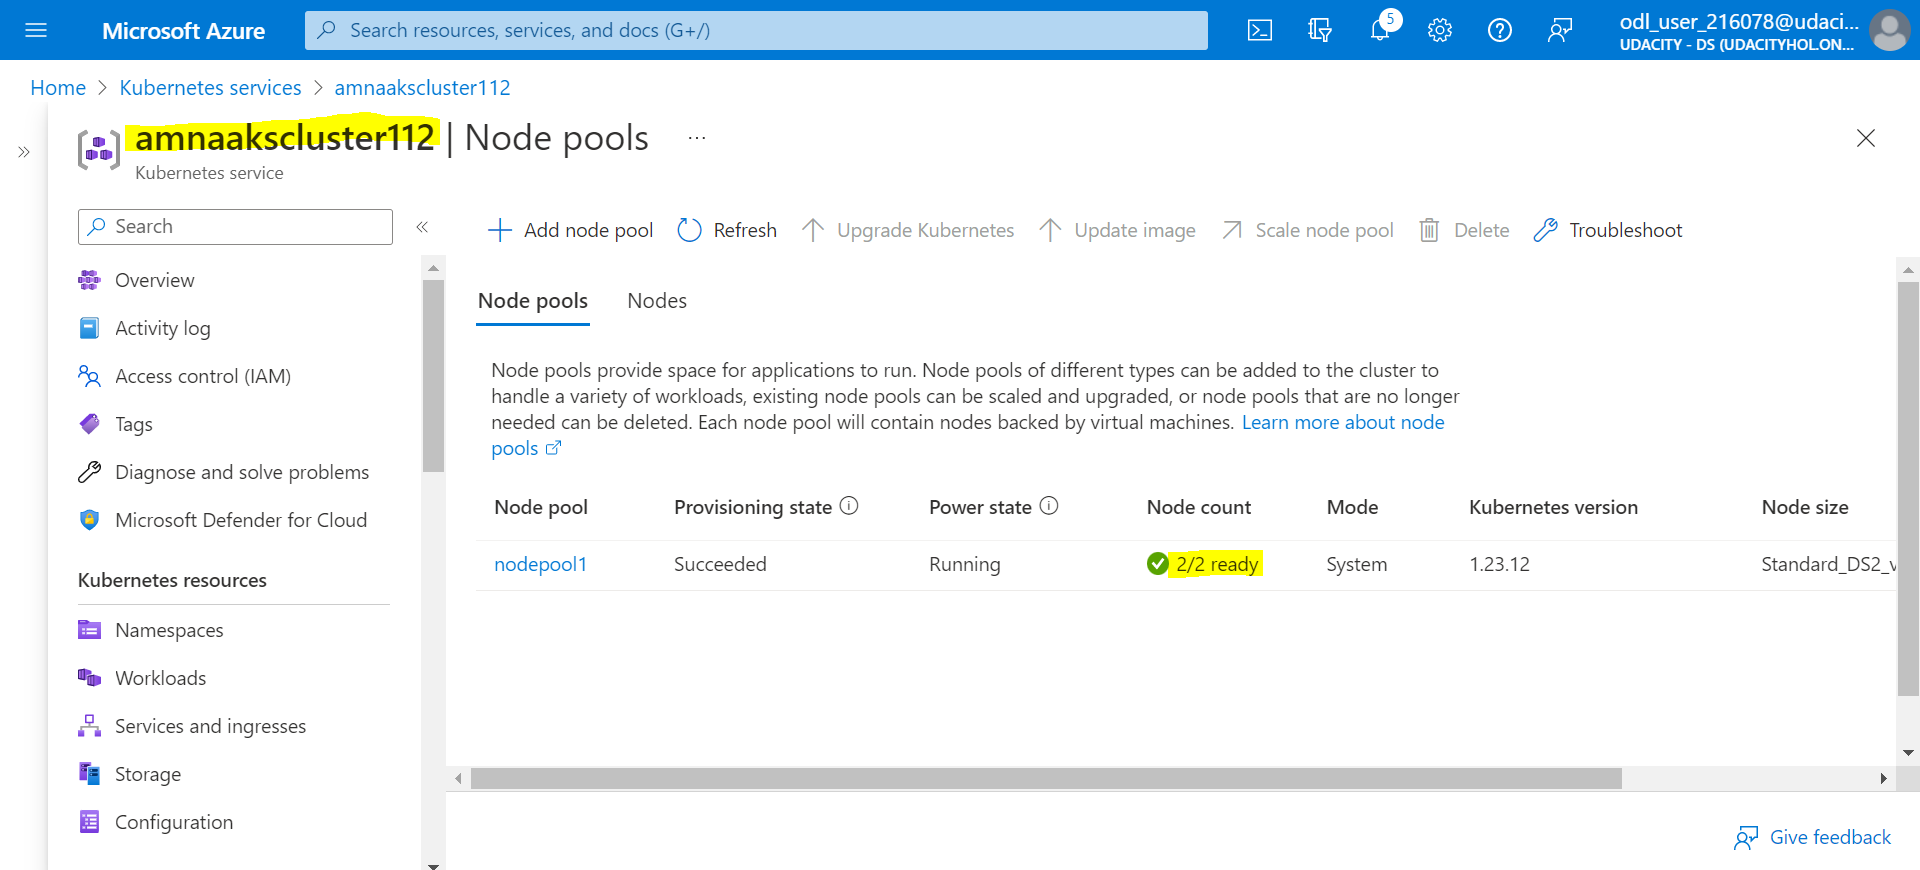 Microsoft Azure
Search resources, services, and docs (G+/)
5
odl_user_216078@udaci...
UDACITY - DS (UDACITYHOL.ON...
Home > Kubernetes services > amnaakscluster112
amnaakscluster112 | Node pools ...
Kubernetes service
Search
Add node pool Refresh Upgrade Kubernetes Update image Scale node pool Delete Troubleshoot
Overview
Activity log
Access control (IAM)
Tags
Diagnose and solve problems
Microsoft Defender for Cloud
Kubernetes resources
Namespaces
Workloads
Services and ingresses
Storage
Configuration
Node pools Nodes
Node pools provide space for applications to run. Node pools of different types can be added to the cluster to
handle a variety of workloads, existing node pools can be scaled and upgraded, or node pools that are no longer
needed can be deleted. Each node pool will contain nodes backed by virtual machines. Learn more about node
pools
Node pool Provisioning state Power state Node count Mode Kubernetes version Node size
nodepool1 Succeeded Running 2/2 ready System 1.23.12 Standard_DS2_v
Give feedback